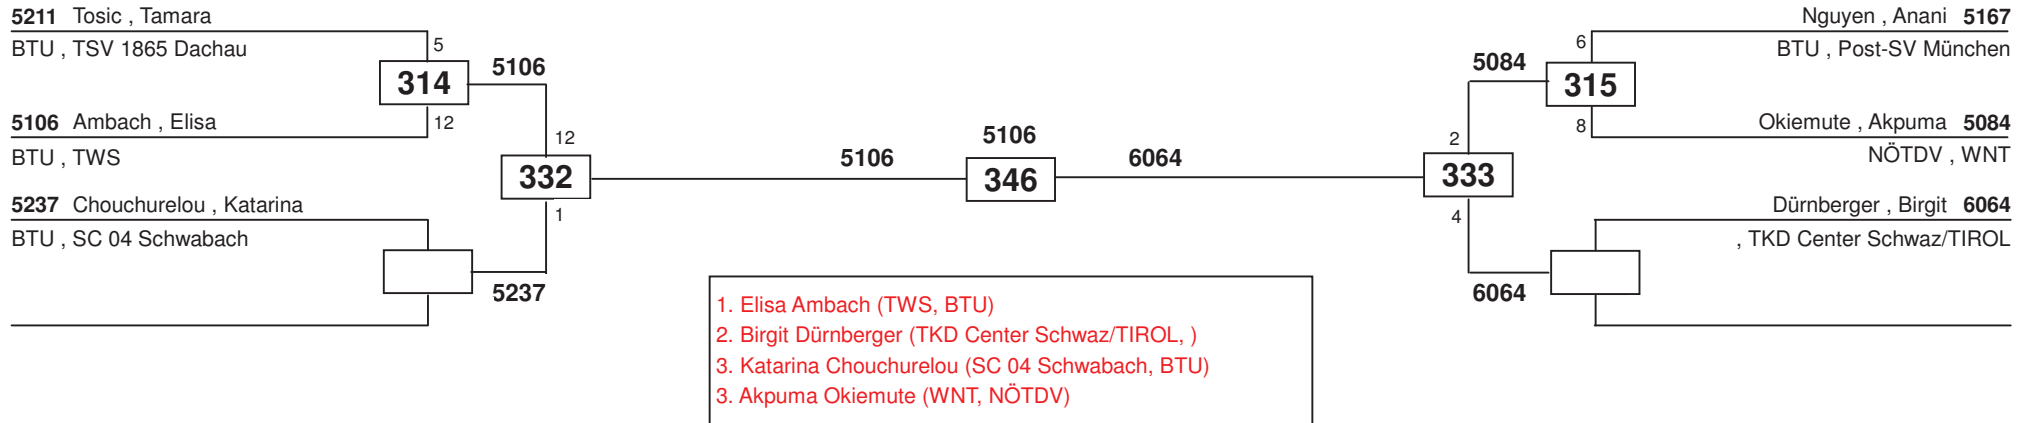 5211 Tosic , Tamara
BTU , TSV 1865 Dachau
5
314
5106
5106 Ambach , Elisa
12
BTU , TWS
12
332
5237 Chouchurelou , Katarina
1
BTU , SC 04 Schwabach
5237
5106
5106
346
6064
Nguyen , Anani 5167
6
BTU , Post-SV München
5084
315
Okiemute , Akpuma 5084
8
2
NÖTDV , WNT
333
Dürnberger , Birgit 6064
4
, TKD Center Schwaz/TIROL
6064
1. Elisa Ambach (TWS, BTU)
2. Birgit Dürnberger (TKD Center Schwaz/TIROL, )
3. Katarina Chouchurelou (SC 04 Schwabach, BTU)
3. Akpuma Okiemute (WNT, NÖTDV)